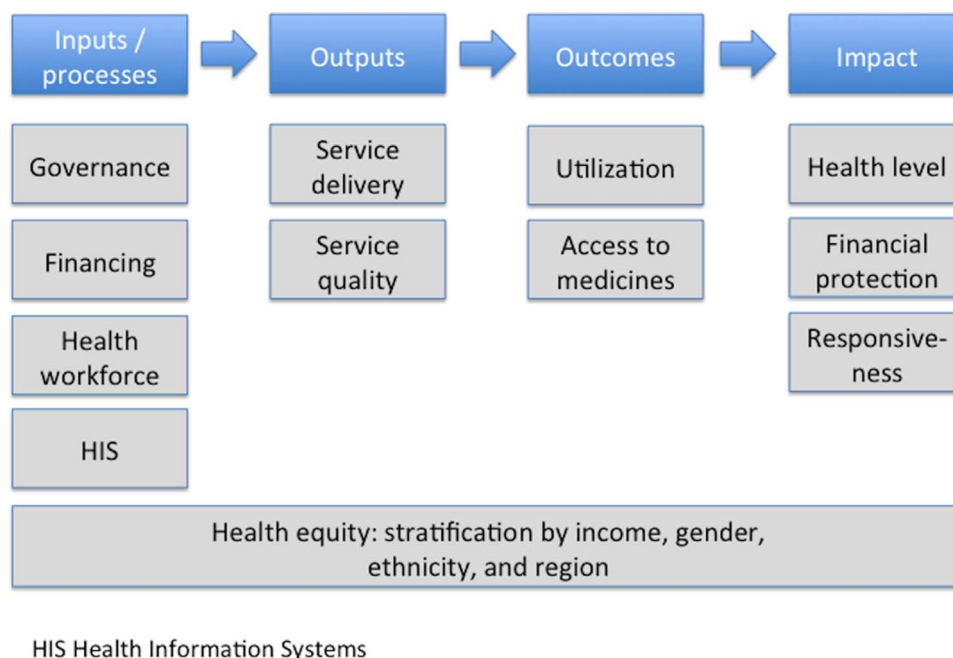 Inputs /
processes
Outputs
Outcomes
Impact
Governance
Service
delivery
Utilization
Health level
Financing
Service
quality
Access to
medicines
Financial
protection
Health
workforce
Responsive-
ness
HIS
Health equity: stratification by income, gender,
ethnicity, and region
HIS Health Information Systems